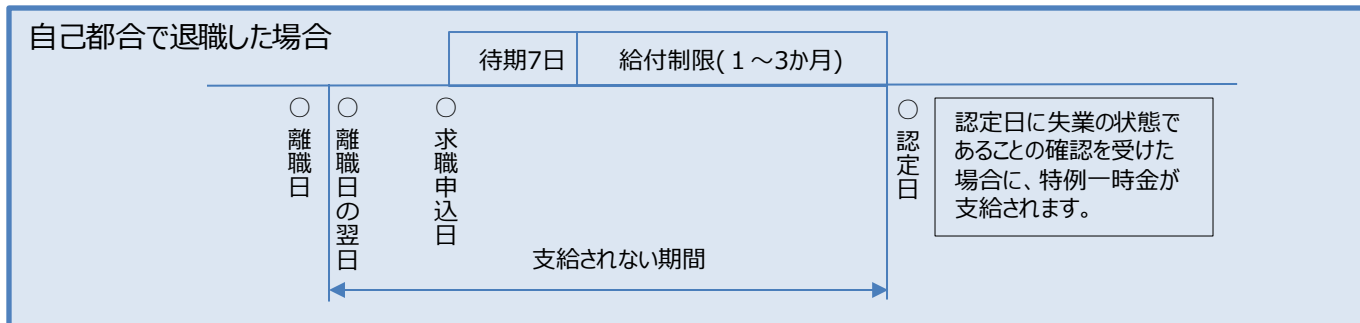 自己都合で退職した場合
待期7日
給付制限(１～3か月)
○離職日
○離職日の翌日
○求職申込日
○認定日
認定日に失業の状態で
あることの確認を受けた
場合に、特例一時金が
支給されます。
支給されない期間